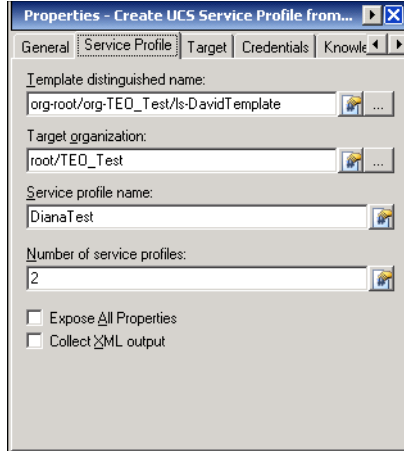 Properties - Create UCS Service Profile from...
General Service Profile Target Credentials Knowle
Template distinguished name:
org-root/org-TEO_Test/ls-DavidTemplate
...
Target organization:
root/TEO_Test
...
Service profile name:
DianaTest
Number of service profiles:
2
Expose All Properties
Collect XML output